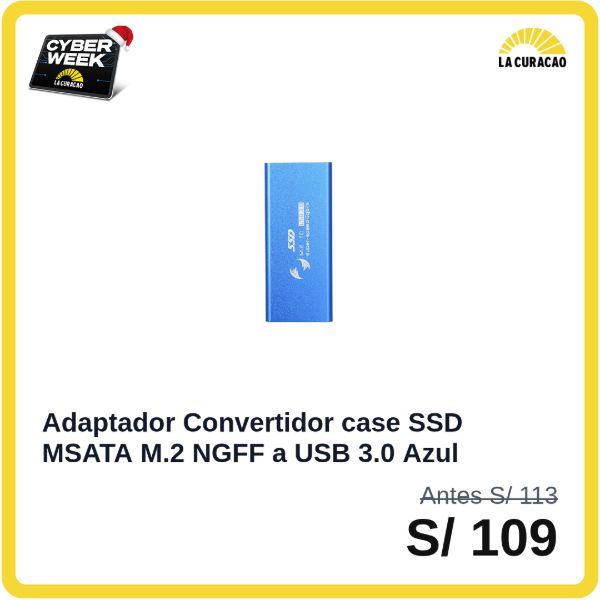 CYBER
WEEK
LA CURACAO
LA CURACAO
SSD
Adaptador Convertidor case SSD
MSATA M.2 NGFF a USB 3.0 Azul
Antes S/ 113
S/ 109